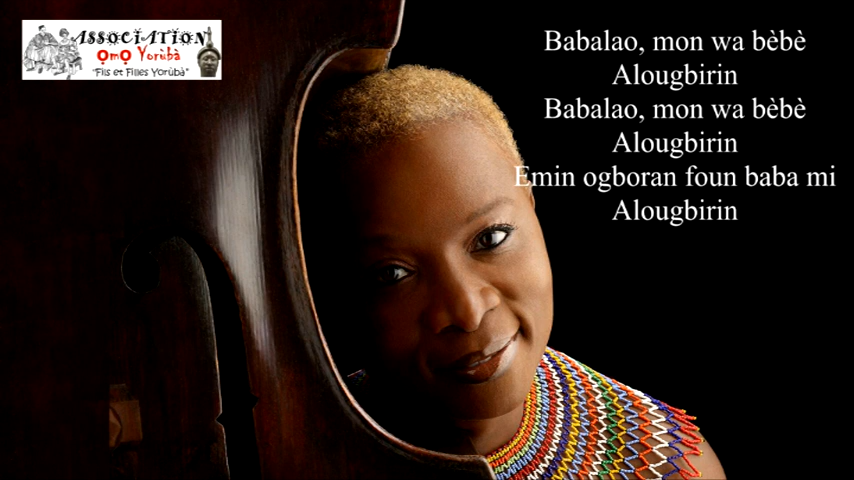 ASSOCIATION
ọmọ Yorùbà
"Fils et Filles Yorùbà"
Babalao, mon wa bèbè
Alougbirin
Babalao, mon wa bèbè
Alougbirin
Emin ogboran foun baba mi
Alougbirin